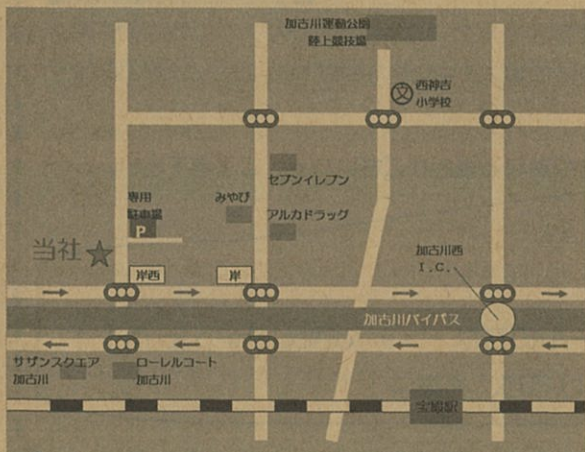 加古川運動公園
陸上競技場
西神吉
小学校
セブンイレブン
専用
駐車場
P
みやび
アルカドラッグ
当社
岸西
岸
加古川西
I.C.
加古川バイパス
サザンスクエア
加古川
ローレルコート
加古川
宝殿駅